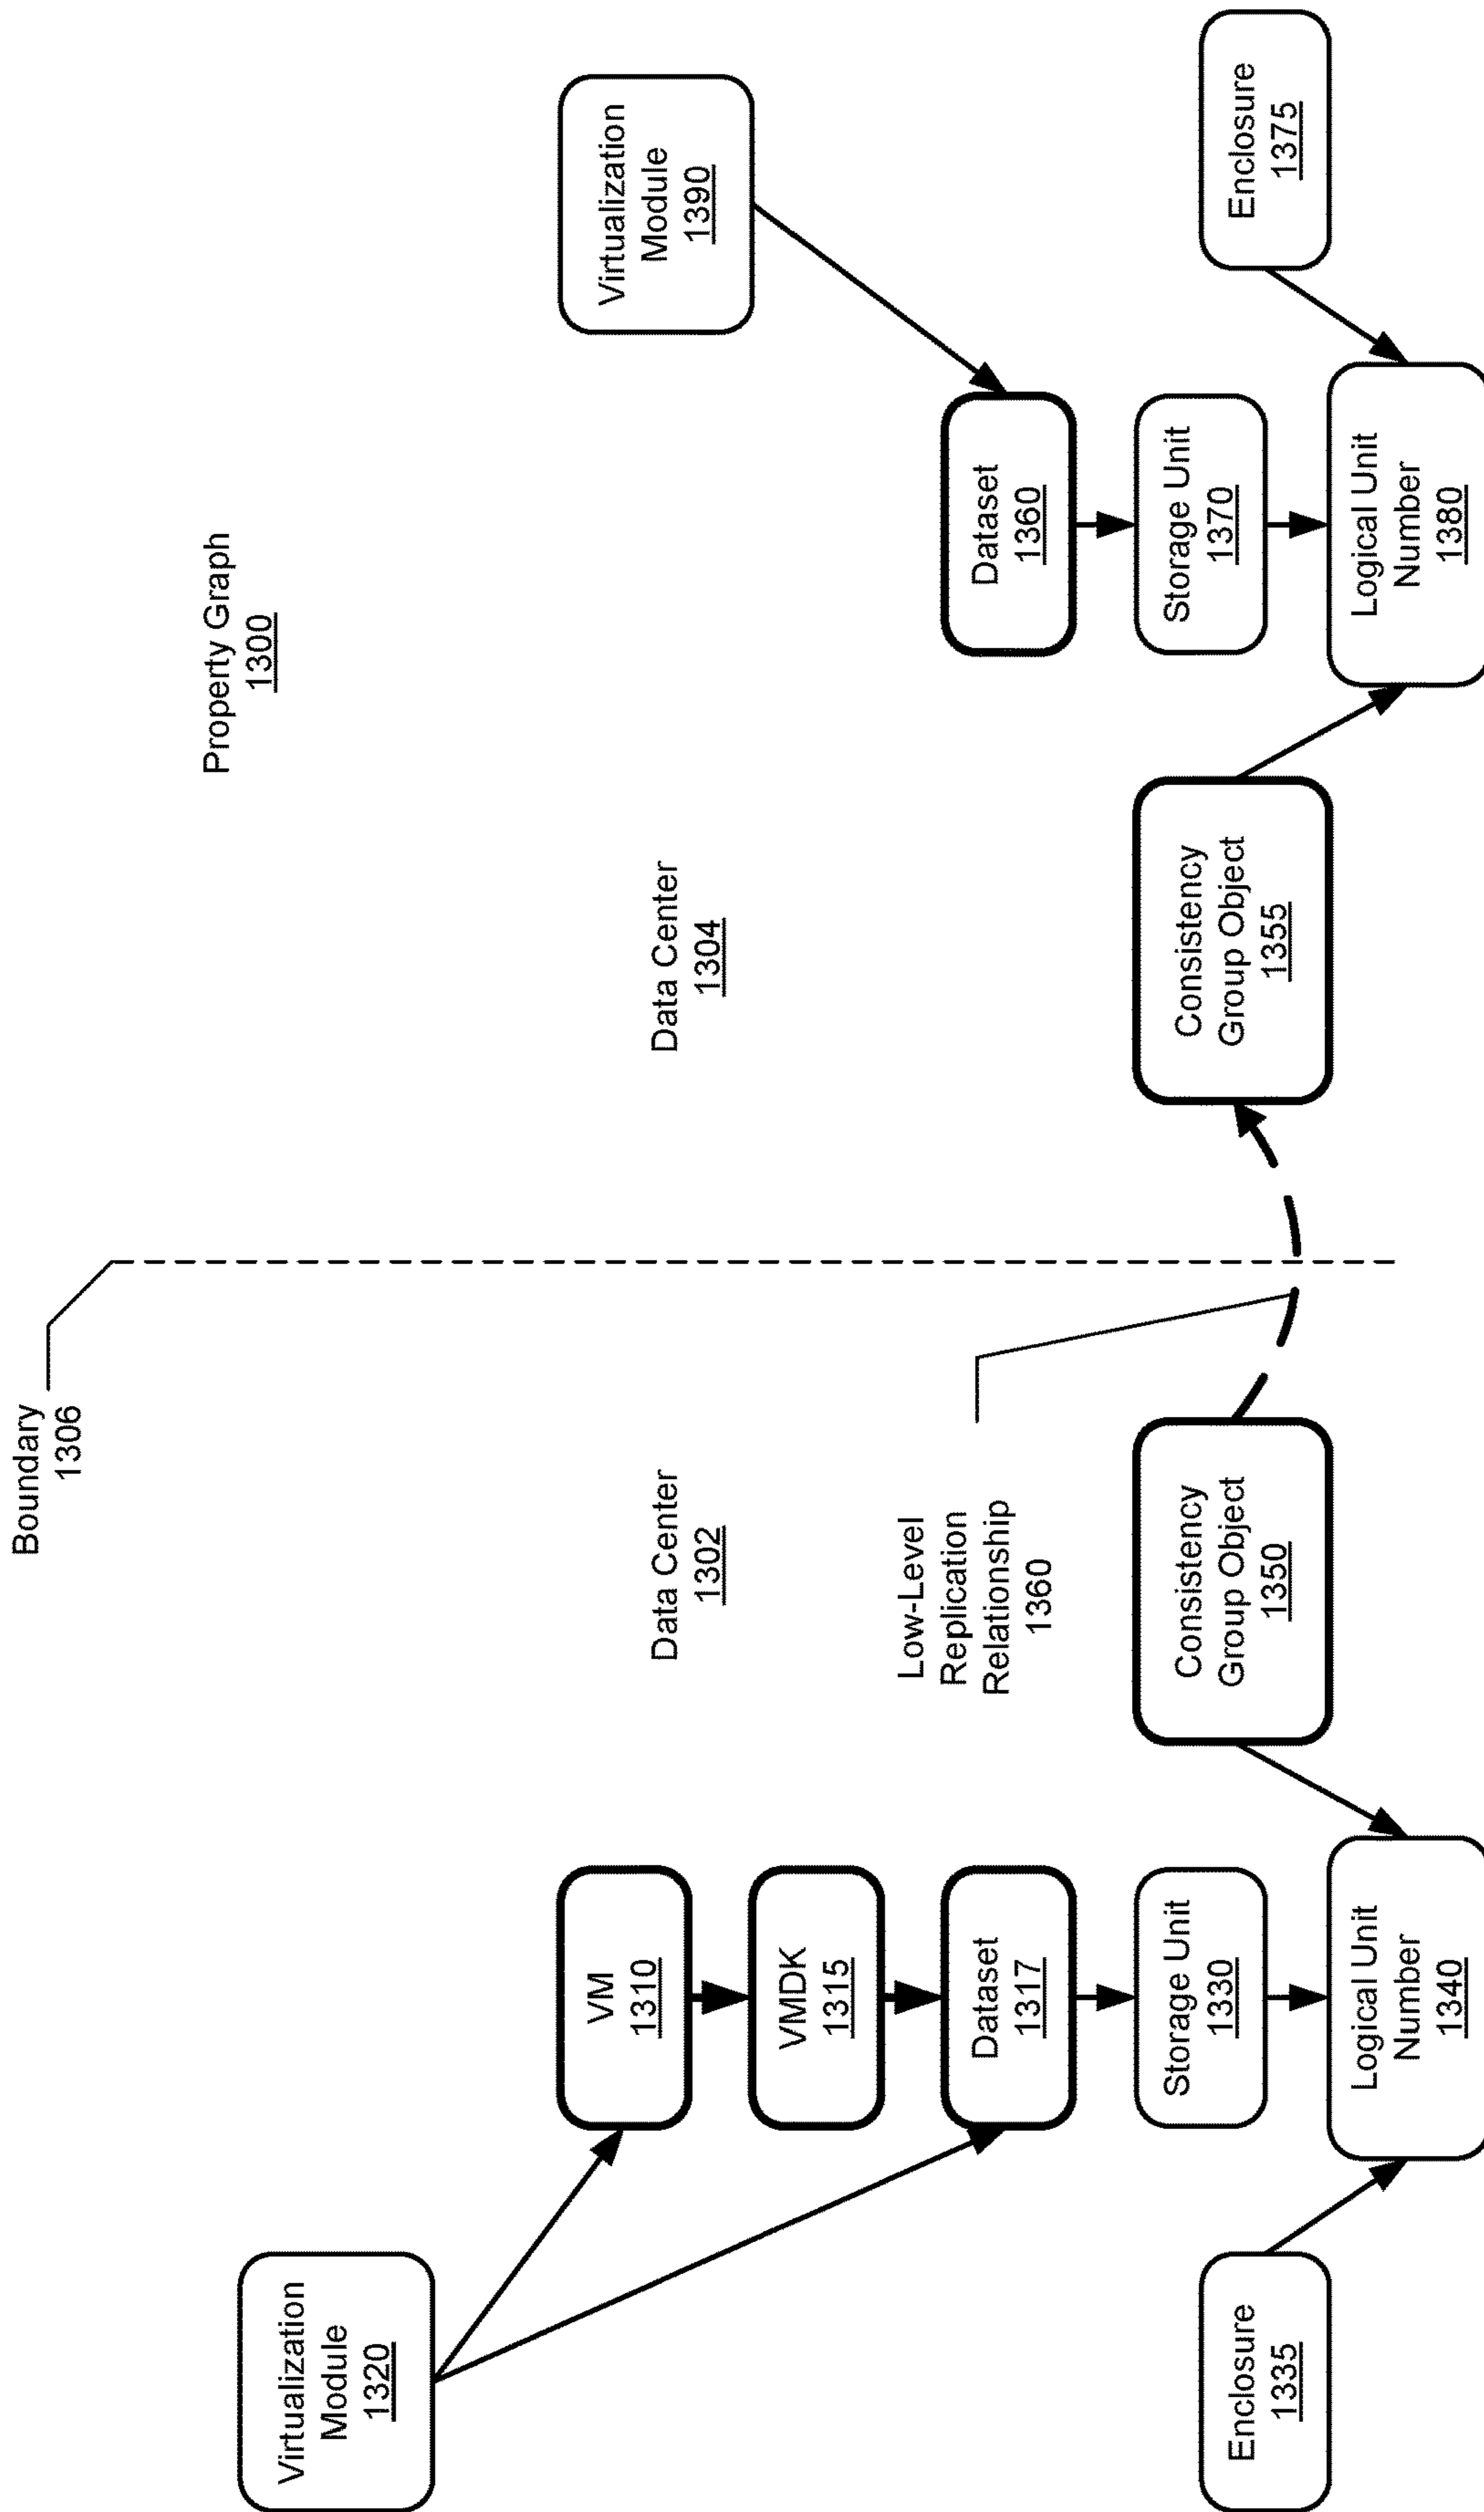 Boundary
1306
Property Graph
1300
Data Center
1302
Data Center
1304
Virtualization
Module
1320
VM
1310
VMDK
1315
Dataset
1317
Storage Unit
1330
Logical Unit
Number
1340
Enclosure
1335
Consistency
Group Object
1350
Low-Level
Replication
Relationship
1360
Consistency
Group Object
1355
Virtualization
Module
1390
Dataset
1360
Storage Unit
1370
Logical Unit
Number
1380
Enclosure
1375